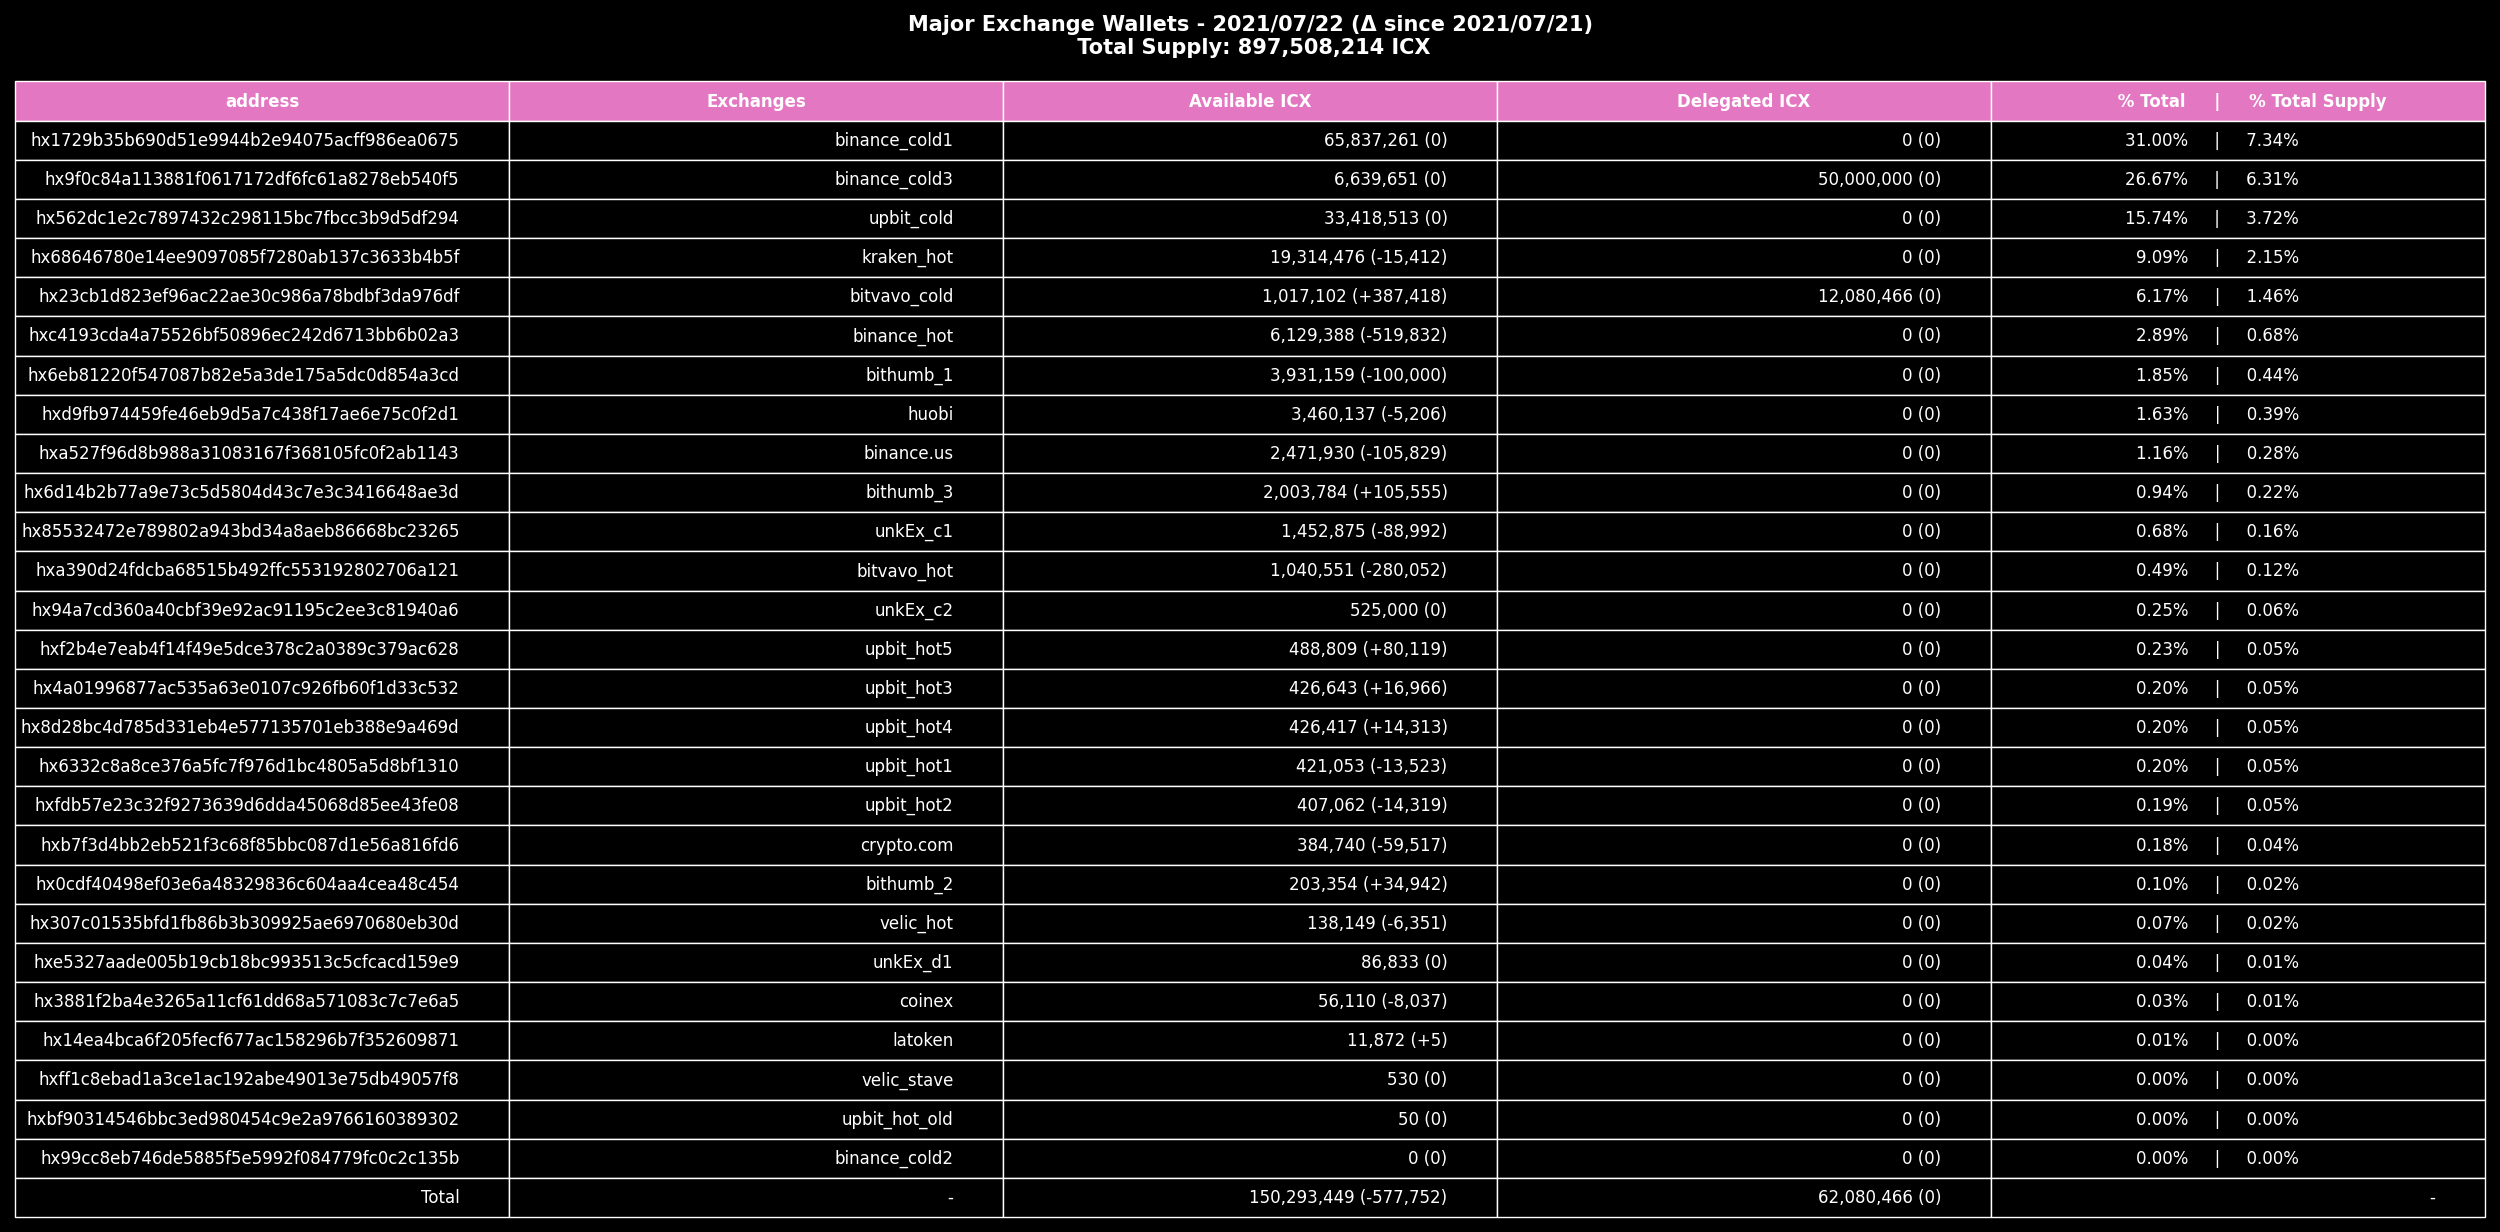 Major Exchange Wallets - 2021/07/22 (Δ since 2021/07/21)
Total Supply: 897,508,214 ICX
address Exchanges Available ICX Delegated ICX % Total | % Total Supply
hx1729b35b690d51e9944b2e94075acff986ea0675 binance_cold1 65,837,261 (0) 0 (0) 31.00% | 7.34%
hx9f0c84a113881f0617172df6fc61a8278eb540f5 binance_cold3 6,639,651 (0) 50,000,000 (0) 26.67% | 6.31%
hx562dc1e2c7897432c298115bc7fbcc3b9d5df294 upbit_cold 33,418,513 (0) 0 (0) 15.74% | 3.72%
hx68646780e14ee9097085f7280ab137c3633b4b5f kraken_hot 19,314,476 (-15,412) 0 (0) 9.09% | 2.15%
hx23cb1d823ef96ac22ae30c986a78bdbf3da976df bitvavo_cold 1,017,102 (+387,418) 12,080,466 (0) 6.17% | 1.46%
hxc4193cda4a75526bf50896ec242d6713bb6b02a3 binance_hot 6,129,388 (-519,832) 0 (0) 2.89% | 0.68%
hx6eb81220f547087b82e5a3de175a5dc0d854a3cd bithumb_1 3,931,159 (-100,000) 0 (0) 1.85% | 0.44%
hxd9fb974459fe46eb9d5a7c438f17ae6e75c0f2d1 huobi 3,460,137 (-5,206) 0 (0) 1.63% | 0.39%
hxa527f96d8b988a31083167f368105fc0f2ab1143 binance.us 2,471,930 (-105,829) 0 (0) 1.16% | 0.28%
hx6d14b2b77a9e73c5d5804d43c7e3c3416648ae3d bithumb_3 2,003,784 (+105,555) 0 (0) 0.94% | 0.22%
hx85532472e789802a943bd34a8aeb86668bc23265 unkEx_c1 1,452,875 (-88,992) 0 (0) 0.68% | 0.16%
hxa390d24fdcba68515b492ffc553192802706a121 bitvavo_hot 1,040,551 (-280,052) 0 (0) 0.49% | 0.12%
hx94a7cd360a40cbf39e92ac91195c2ee3c81940a6 unkEx_c2 525,000 (0) 0 (0) 0.25% | 0.06%
hxf2b4e7eab4f14f49e5dce378c2a0389c379ac628 upbit_hot5 488,809 (+80,119) 0 (0) 0.23% | 0.05%
hx4a01996877ac535a63e0107c926fb60f1d33c532 upbit_hot3 426,643 (+16,966) 0 (0) 0.20% | 0.05%
hx8d28bc4d785d331eb4e577135701eb388e9a469d upbit_hot4 426,417 (+14,313) 0 (0) 0.20% | 0.05%
hx6332c8a8ce376a5fc7f976d1bc4805a5d8bf1310 upbit_hot1 421,053 (-13,523) 0 (0) 0.20% | 0.05%
hxfdb57e23c32f9273639d6dda45068d85ee43fe08 upbit_hot2 407,062 (-14,319) 0 (0) 0.19% | 0.05%
hxb7f3d4bb2eb521f3c68f85bbc087d1e56a816fd6 crypto.com 384,740 (-59,517) 0 (0) 0.18% | 0.04%
hx0cdf40498ef03e6a48329836c604aa4cea48c454 bithumb_2 203,354 (+34,942) 0 (0) 0.10% | 0.02%
hx307c01535bfd1fb86b3b309925ae6970680eb30d velic_hot 138,149 (-6,351) 0 (0) 0.07% | 0.02%
hxe5327aade005b19cb18bc993513c5cfcacd159e9 unkEx_d1 86,833 (0) 0 (0) 0.04% | 0.01%
hx3881f2ba4e3265a11cf61dd68a571083c7c7e6a5 coinex 56,110 (-8,037) 0 (0) 0.03% | 0.01%
hx14ea4bca6f205fecf677ac158296b7f352609871 latoken 11,872 (+5) 0 (0) 0.01% | 0.00%
hxff1c8ebad1a3ce1ac192abe49013e75db49057f8 velic_stave 530 (0) 0 (0) 0.00% | 0.00%
hxbf90314546bbc3ed980454c9e2a9766160389302 upbit_hot_old 50 (0) 0 (0) 0.00% | 0.00%
hx99cc8eb746de5885f5e5992f084779fc0c2c135b binance_cold2 0 (0) 0 (0) 0.00% | 0.00%
Total - 150,293,449 (-577,752) 62,080,466 (0) -